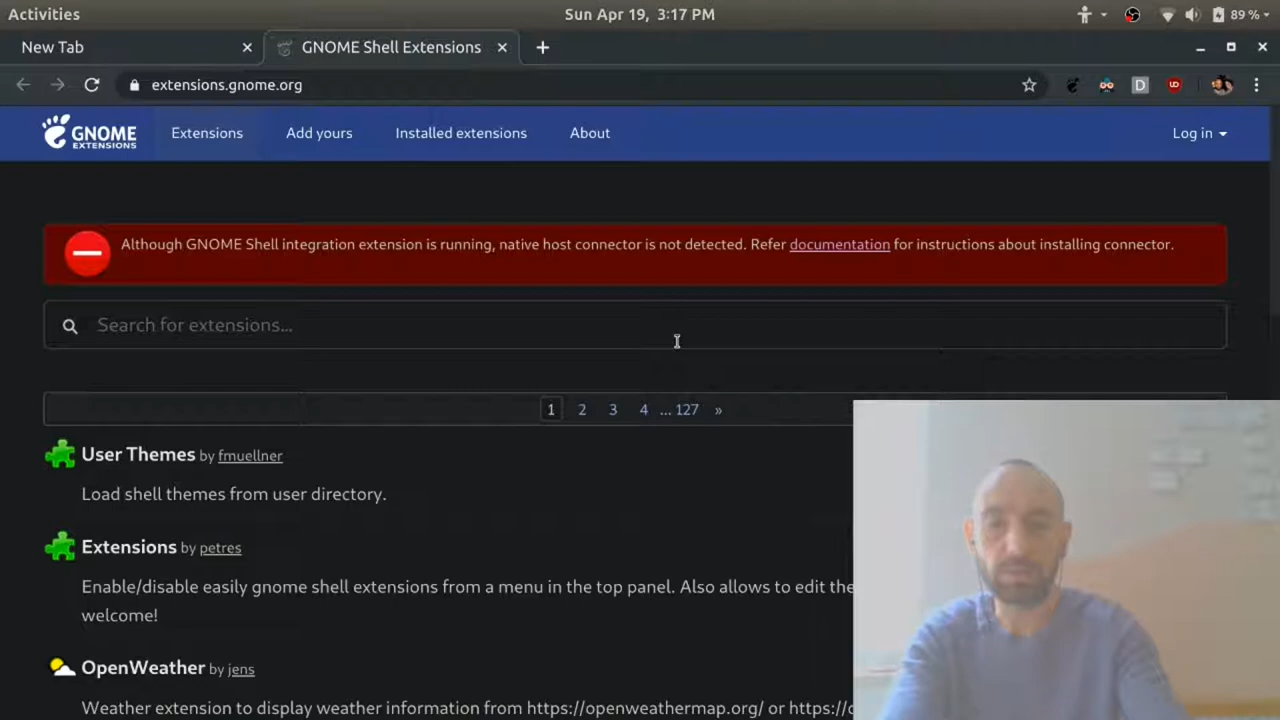 Activities
Sun Apr 19, 3:17 PM
89 %
New Tab
GNOME Shell Extensions
extensions.gnome.org
D
GNOME
EXTENSIONS
Extensions
Add yours
Installed extensions
About
Log in
Although GNOME Shell integration extension is running, native host connector is not detected. Refer documentation for instructions about installing connector.
Search for extensions...
1 2 3 4 ... 127 »
User Themes by fmuellner
Load shell themes from user directory.
Extensions by petres
Enable/disable easily gnome shell extensions from a menu in the top panel. Also allows to edit the
welcome!
OpenWeather by jens
Weather extension to display weather information from https://openweathermap.org/ or